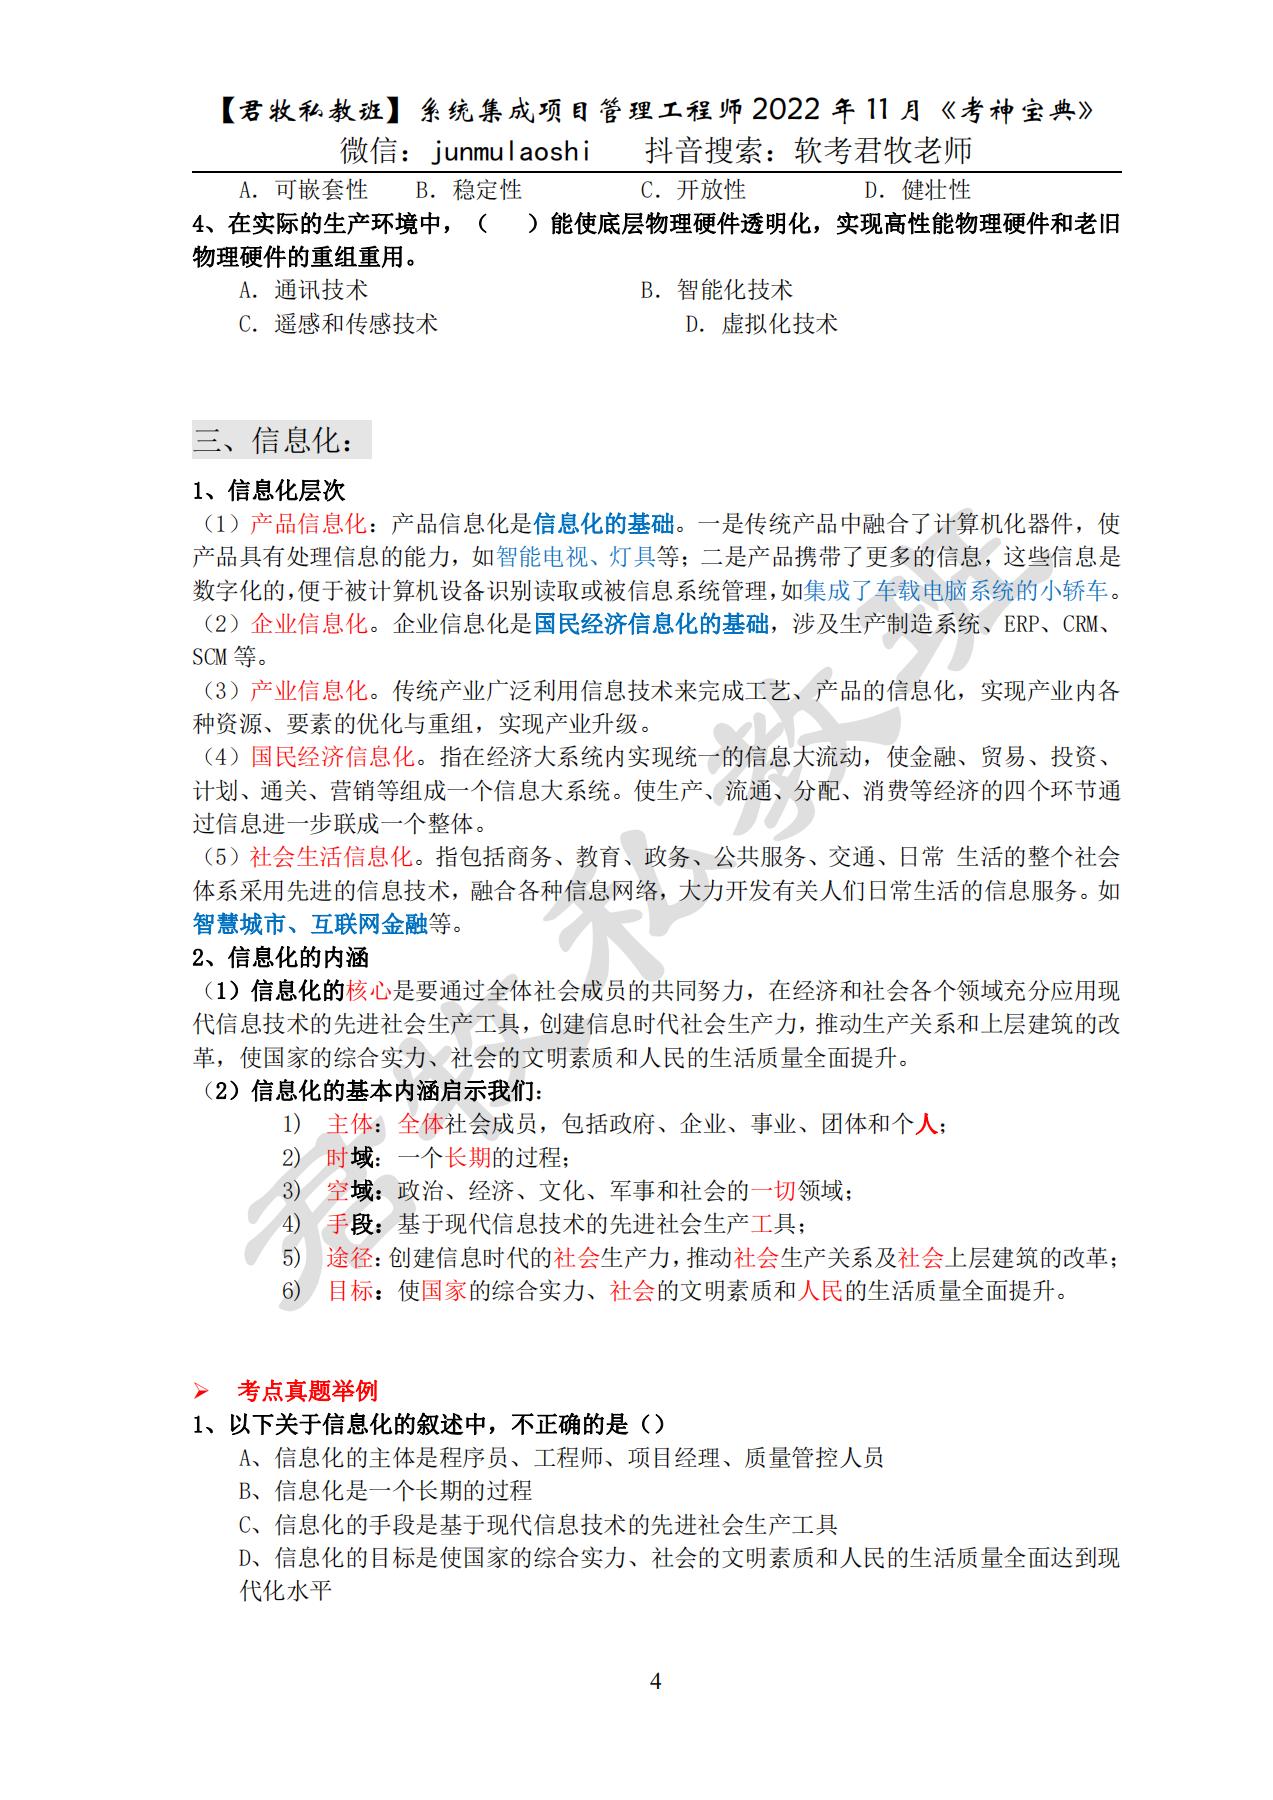 【君牧私教班】系统集成项目管理工程师 2022 年 11 月《考神宝典》
微信：junmulaoshi 抖音搜索：软考君牧老师
A．可嵌套性 B．稳定性 C．开放性 D．健壮性
4、在实际的生产环境中，（ ）能使底层物理硬件透明化，实现高性能物理硬件和老旧
物理硬件的重组重用。
A．通讯技术 B．智能化技术
C．遥感和传感技术 D．虚拟化技术
三、信息化：
1、信息化层次
（1）产品信息化：产品信息化是信息化的基础。一是传统产品中融合了计算机化器件，使
产品具有处理信息的能力，如智能电视、灯具等；二是产品携带了更多的信息，这些信息是
数字化的，便于被计算机设备识别读取或被信息系统管理，如集成了车载电脑系统的小轿车。
（2）企业信息化。企业信息化是国民经济信息化的基础，涉及生产制造系统、ERP、CRM、
SCM 等。
（3）产业信息化。传统产业广泛利用信息技术来完成工艺、产品的信息化，实现产业内各
种资源、要素的优化与重组，实现产业升级。
（4）国民经济信息化。指在经济大系统内实现统一的信息大流动，使金融、贸易、投资、
计划、通关、营销等组成一个信息大系统。使生产、流通、分配、消费等经济的四个环节通
过信息进一步联成一个整体。
（5）社会生活信息化。指包括商务、教育、政务、公共服务、交通、日常 生活的整个社会
体系采用先进的信息技术，融合各种信息网络，大力开发有关人们日常生活的信息服务。如
智慧城市、互联网金融等。
2、信息化的内涵
（1）信息化的核心是要通过全体社会成员的共同努力，在经济和社会各个领域充分应用现
代信息技术的先进社会生产工具，创建信息时代社会生产力，推动生产关系和上层建筑的改
革，使国家的综合实力、社会的文明素质和人民的生活质量全面提升。
（2）信息化的基本内涵启示我们：
1) 主体：全体社会成员，包括政府、企业、事业、团体和个人；
2) 时域：一个长期的过程；
3) 空域：政治、经济、文化、军事和社会的一切领域；
4) 手段：基于现代信息技术的先进社会生产工具；
5) 途径：创建信息时代的社会生产力，推动社会生产关系及社会上层建筑的改革；
6) 目标：使国家的综合实力、社会的文明素质和人民的生活质量全面提升。
➢ 考点真题举例
1、以下关于信息化的叙述中，不正确的是（）
A、信息化的主体是程序员、工程师、项目经理、质量管控人员
B、信息化是一个长期的过程
C、信息化的手段是基于现代信息技术的先进社会生产工具
D、信息化的目标是使国家的综合实力、社会的文明素质和人民的生活质量全面达到现
代化水平
4
君牧私教班